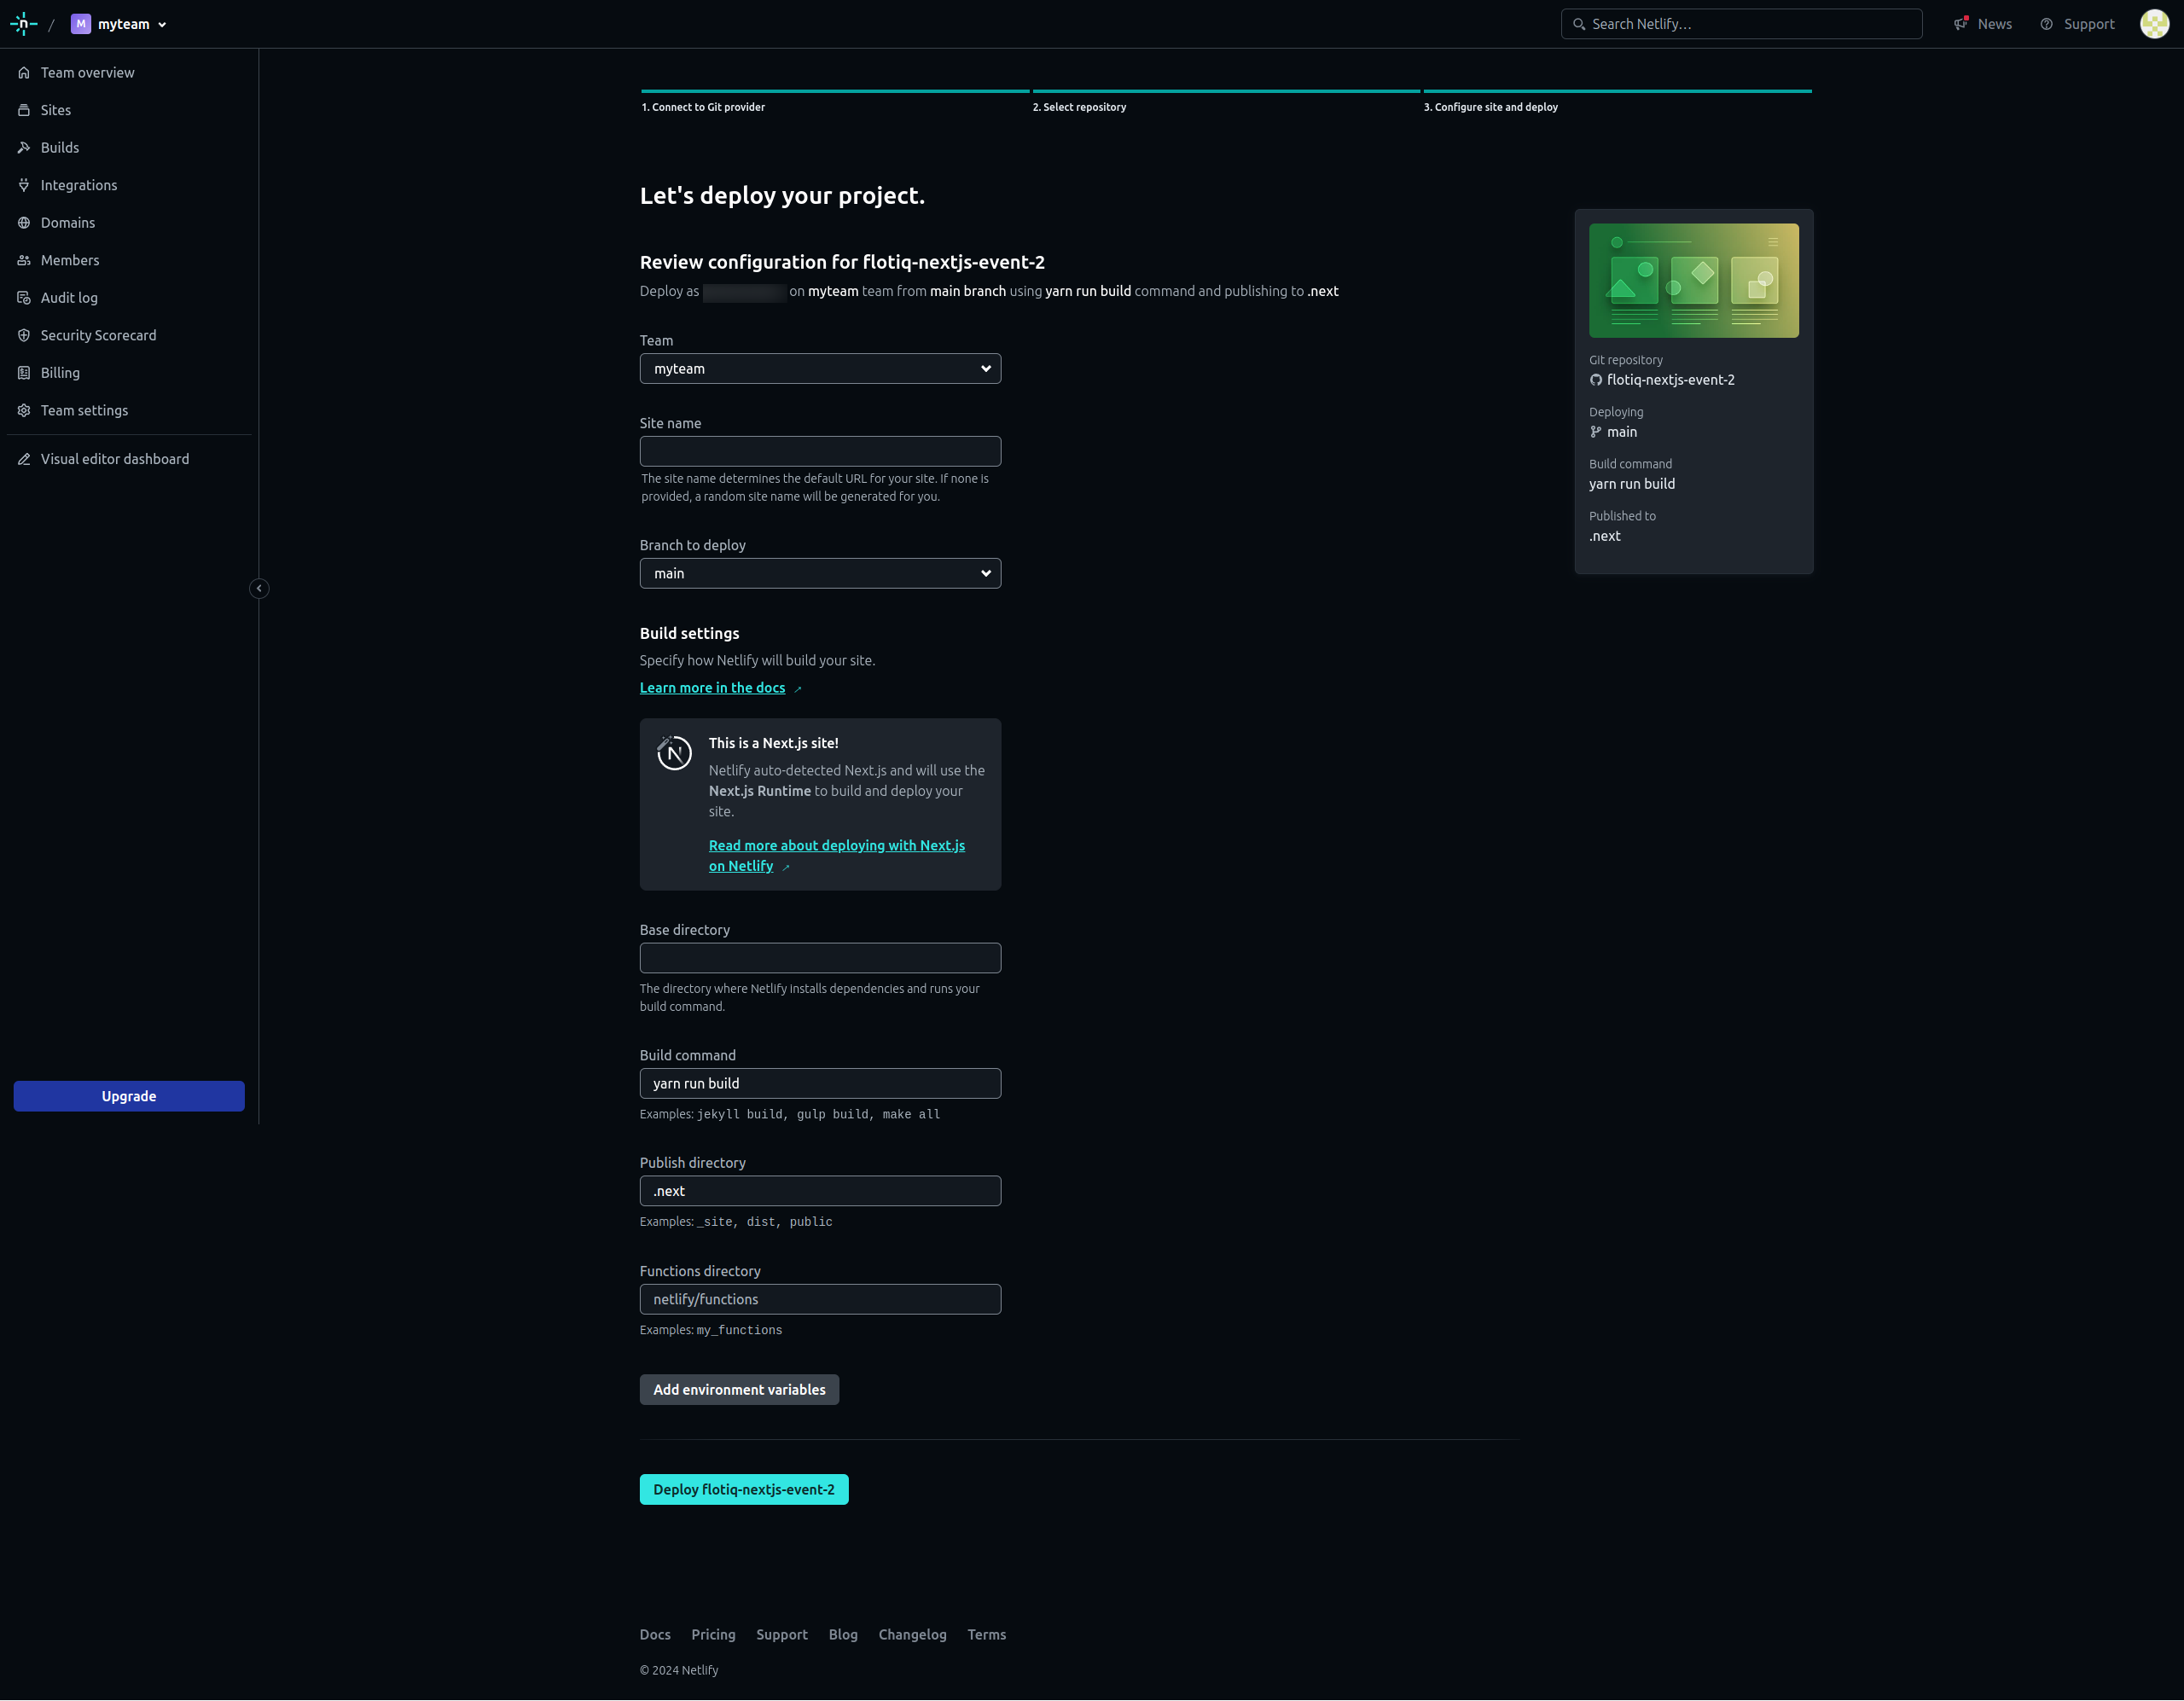 n / M myteam
Search Netlify...
News
Support
Team overview
Sites
Builds
Integrations
Domains
Members
Audit log
Security Scorecard
Billing
Team settings
Visual editor dashboard
Upgrade
1. Connect to Git provider
2. Select repository
3. Configure site and deploy
Let's deploy your project.
Review configuration for flotiq-nextjs-event-2
Deploy as on myteam team from main branch using yarn run build command and publishing to .next
Team
myteam
Site name
The site name determines the default URL for your site. If none is
provided, a random site name will be generated for you.
Branch to deploy
main
Build settings
Specify how Netlify will build your site.
Learn more in the docs
This is a Next.js site!
Netlify auto-detected Next.js and will use the
Next.js Runtime to build and deploy your
site.
Read more about deploying with Next.js
on Netlify
Base directory
The directory where Netlify installs dependencies and runs your
build command.
Build command
yarn run build
Examples: jekyll build, gulp build, make all
Publish directory
.next
Examples: _site, dist, public
Functions directory
netlify/functions
Examples: my_functions
Add environment variables
Deploy flotiq-nextjs-event-2
Git repository
flotiq-nextjs-event-2
Deploying
main
Build command
yarn run build
Published to
.next
Docs Pricing Support Blog Changelog Terms
© 2024 Netlify